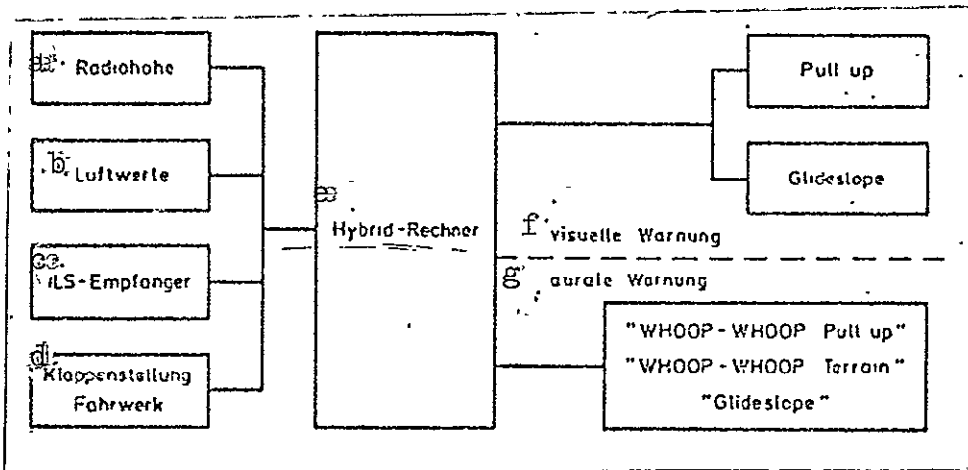 a. Radiohohe
b. Luftwerte
c. ILS-Empfanger
d. Klappenstellung
Fahrwerk
e
Hybrid-Rechner
Pull up
Glideslope
f visuelle Warnung
g aurale Warnung
"WHOOP-WHOOP Pull up"
"WHOOP-WHOOP Terrain"
"Glideslope"